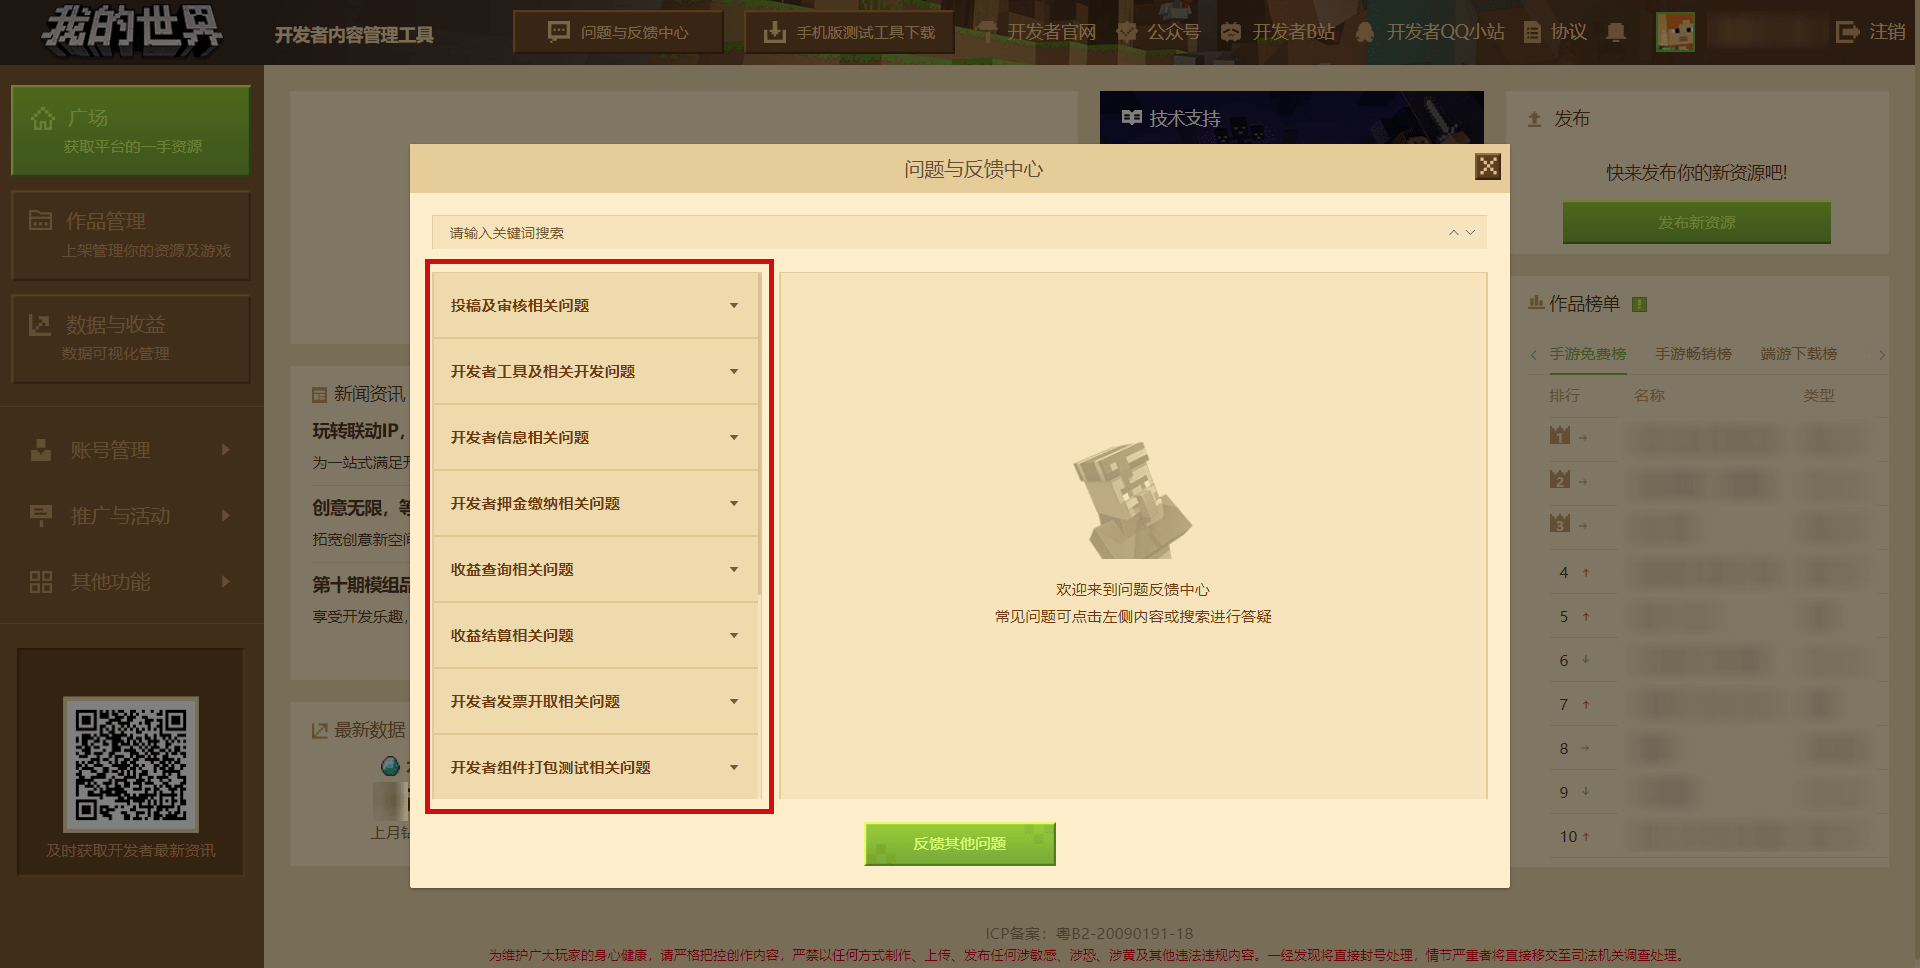 我的世界
开发者内容管理工具
问题与反馈中心
手机版测试工具下载
开发者官网
公众号
开发者B站
开发者QQ小站
协议
注销
广场
获取平台的一手资源
作品管理
上架管理你的资源及游戏
数据与收益
数据可视化管理
账号管理
推广与活动
其他功能
及时获取开发者最新资讯
技术支持
发布
快来发布你的新资源吧!
发布新资源
作品榜单
手游免费榜 手游畅销榜 端游下载榜
排行 名称 类型
1
2
3
4
5
6
7
8
9
10
新闻资讯
玩转联动IP,
为一站式满足
创意无限，
拓宽创意新空
第十期模组
享受开发乐趣,
最新数据
上月
问题与反馈中心
请输入关键词搜索
投稿及审核相关问题
开发者工具及相关开发问题
开发者信息相关问题
开发者押金缴纳相关问题
收益查询相关问题
收益结算相关问题
开发者发票开取相关问题
开发者组件打包测试相关问题
欢迎来到问题反馈中心
常见问题可点击左侧内容或搜索进行答疑
反馈其他问题
ICP备案：粤B2-20090191-18
为维护广大玩家的身心健康，请严格把控创作内容，严禁以任何方式制作、上传、发布任何涉敏感、涉恐、涉黄及其他违法违规内容。一经发现将直接封号处理，情节严重者将直接移交至司法机关调查处理。